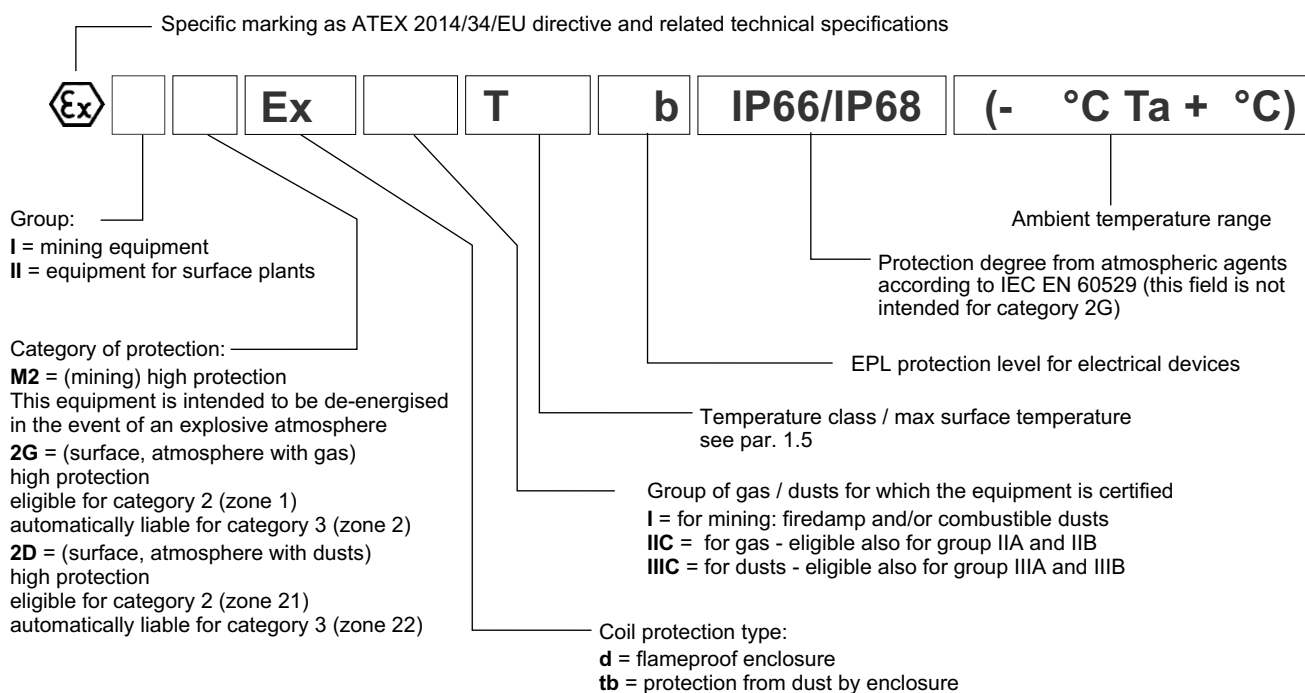 Specific marking as ATEX 2014/34/EU directive and related technical specifications
Ex Ex T b IP66/IP68 (- °C Ta + °C)
Group:
I = mining equipment
II = equipment for surface plants
Ambient temperature range
Protection degree from atmospheric agents
according to IEC EN 60529 (this field is not
intended for category 2G)
Category of protection:
M2 = (mining) high protection
This equipment is intended to be de-energised
in the event of an explosive atmosphere
2G = (surface, atmosphere with gas)
high protection
eligible for category 2 (zone 1)
automatically liable for category 3 (zone 2)
2D = (surface, atmosphere with dusts)
high protection
eligible for category 2 (zone 21)
automatically liable for category 3 (zone 22)
EPL protection level for electrical devices
Temperature class / max surface temperature
see par. 1.5
Group of gas / dusts for which the equipment is certified
I = for mining: firedamp and/or combustible dusts
IIC = for gas - eligible also for group IIA and IIB
IIIC = for dusts - eligible also for group IIIA and IIIB
Coil protection type:
d = flameproof enclosure
tb = protection from dust by enclosure